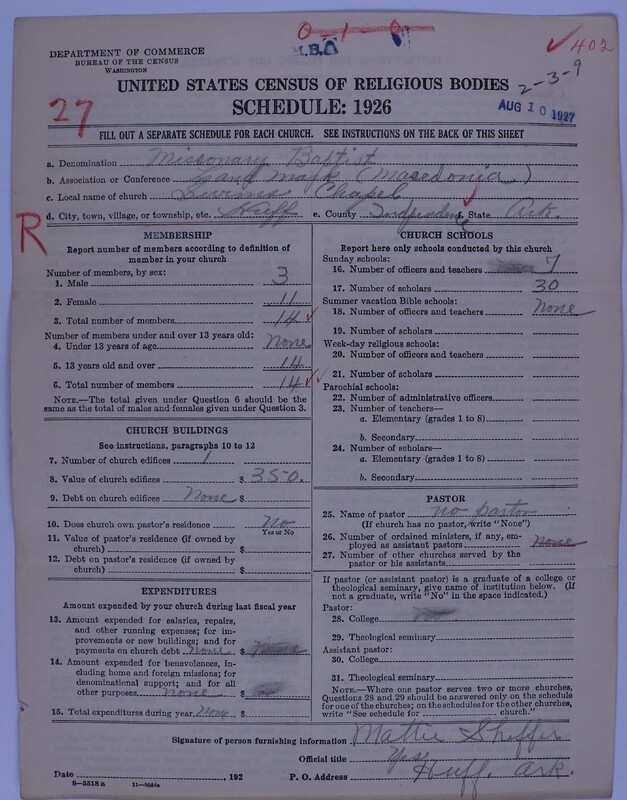 0-1-0
M.B.
✓402
DEPARTMENT OF COMMERCE
BUREAU OF THE CENSUS
WASHINGTON
UNITED STATES CENSUS OF RELIGIOUS BODIES
2-3-9
27
SCHEDULE: 1926
AUG 10 1927
FILL OUT A SEPARATE SCHEDULE FOR EACH CHURCH. SEE INSTRUCTIONS ON THE BACK OF THIS SHEET
a. Denomination Missonary Baptist
b. Association or Conference Land mark (Macedonia)
c. Local name of church Chapel
d. City, town, village, or township, etc. Huff e. County Independence f. State Ark.
R
MEMBERSHIP
Report number of members according to definition of
member in your church
Number of members, by sex:
1. Male 3
2. Female 11
3. Total number of members 14 ✓
Number of members under and over 13 years old:
4. Under 13 years of age None
5. 13 years old and over 14
6. Total number of members 14 ✓✓
NOTE.—The total given under Question 6 should be
same as the total of males and females given under Question 3.
CHURCH BUILDINGS
See instructions, paragraphs 10 to 12
7. Number of church edifices 1
8. Value of church edifices $ 350.
9. Debt on church edifices None $
10. Does church own pastor's residence No
Yes or No
11. Value of pastor's residence (if owned by
church) $
12. Debt on pastor's residence (if owned by
church) $
EXPENDITURES
Amount expended by your church during last fiscal year
13. Amount expended for salaries, repairs,
and other running expenses; for im-
provements or new buildings; and for
payments on church debt None $
14. Amount expended for benevolences, in-
cluding home and foreign missions; for
denominational support; and for all
other purposes None $
15. Total expenditures during year None $
CHURCH SCHOOLS
Report here only schools conducted by this church
Sunday schools:
16. Number of officers and teachers 7
17. Number of scholars 30
Summer vacation Bible schools:
18. Number of officers and teachers None
19. Number of scholars
Week-day religious schools:
20. Number of officers and teachers
21. Number of scholars
Parochial schools:
22. Number of administrative officers
23. Number of teachers—
a. Elementary (grades 1 to 8)
b. Secondary
24. Number of scholars—
a. Elementary (grades 1 to 8)
b. Secondary
PASTOR
25. Name of pastor no pastor
(If church has no pastor, write "None")
26. Number of ordained ministers, if any, em-
ployed as assistant pastors None
27. Number of other churches served by the
pastor or his assistants
If pastor (or assistant pastor) is a graduate of a college or
theological seminary, give name of institution below. (If
not a graduate, write "No" in the space indicated.)
Pastor:
28. College
29. Theological seminary
Assistant pastor:
30. College
31. Theological seminary
NOTE.—Where one pastor serves two or more churches,
Questions 28 and 29 should be answered only on the schedule
for one of the churches; on the schedules for the other churches,
write "See schedule for church."
Signature of person furnishing information Mattie
Official title
Date , 192 P. O. Address Huff, Ark.
8-5518 a 11-9084a